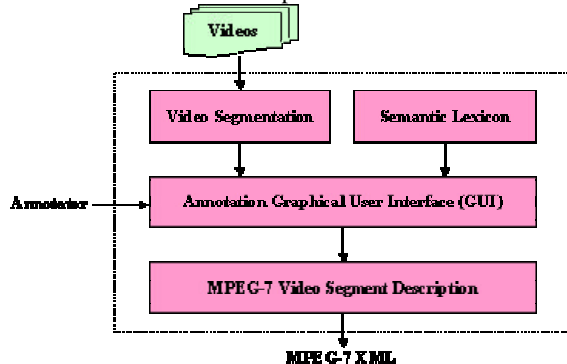 Videos
Video Segmentation
Semantic Lexicon
Annotator
Annotation Graphical User Interface (GUI)
MPEG-7 Video Segment Description
MPEG-7 XML